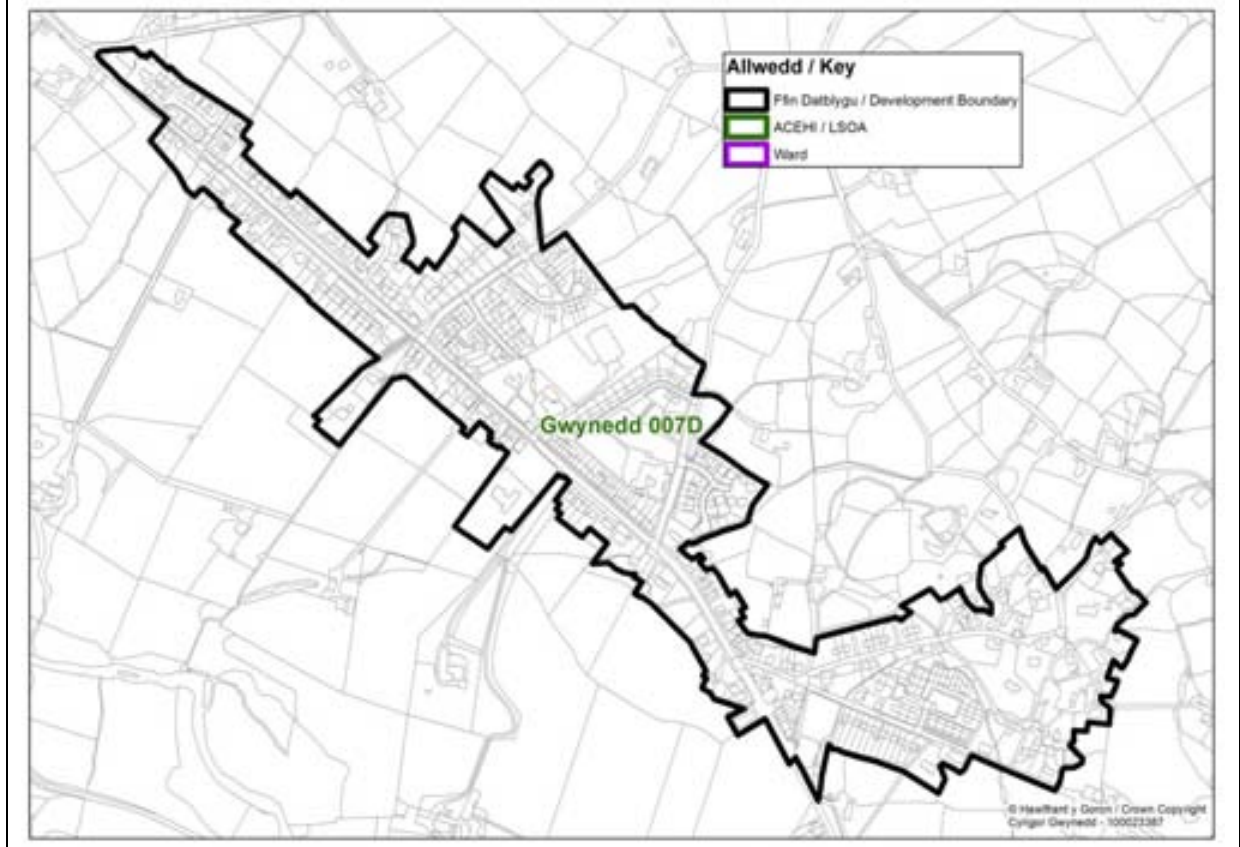 Allwedd / Key
Ffin Datblygu / Development Boundary
ACEHI / LSOA
Ward
Gwynedd 007D
© Hawlfraint y Goron / Crown Copyright
Cyngor Gwynedd - 100023387